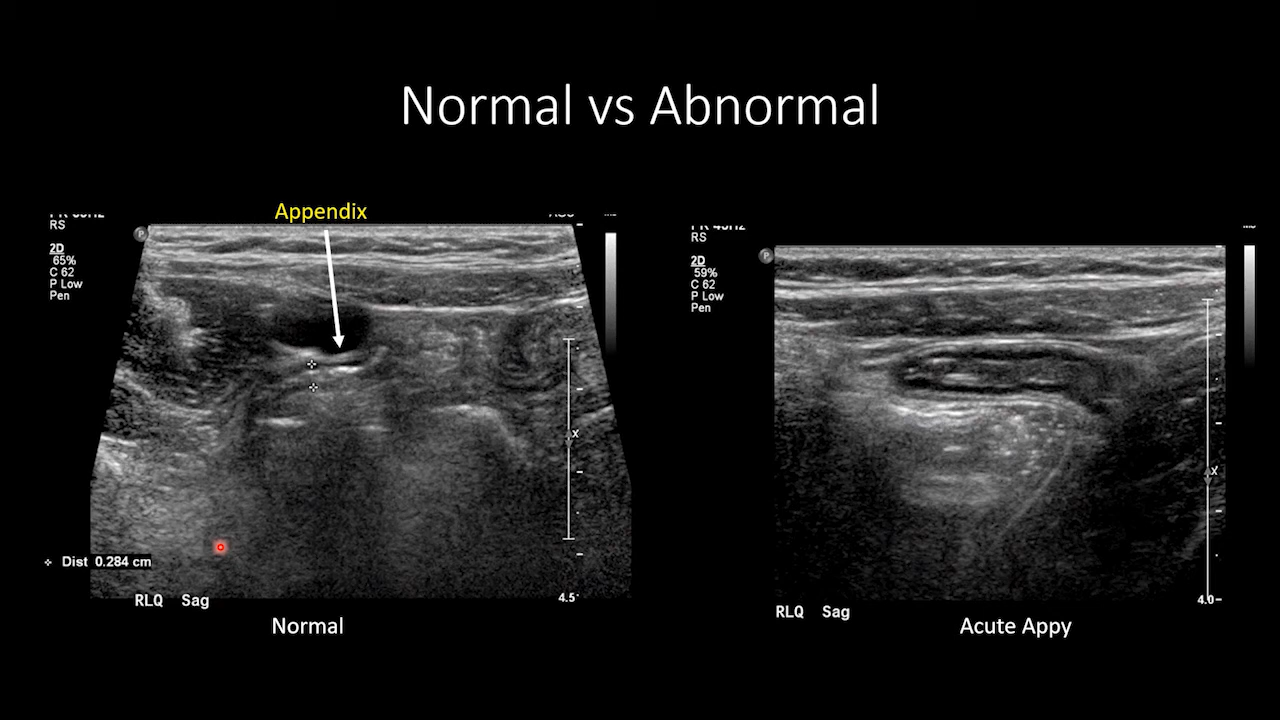 Normal vs Abnormal
Appendix
RS
2D
65%
C 62
P Low
Pen
P
X
Dist 0.284 cm
RLQ Sag
4.5
Normal
RS
2D
59%
C 62
P Low
Pen
P
X
4.0
RLQ Sag
Acute Appy